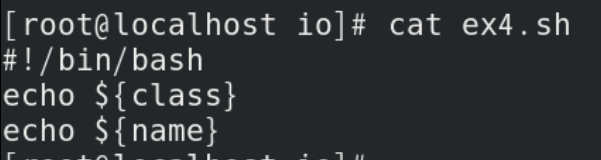 [root@localhost io]# cat ex4.sh
#!/bin/bash
echo ${class}
echo ${name}